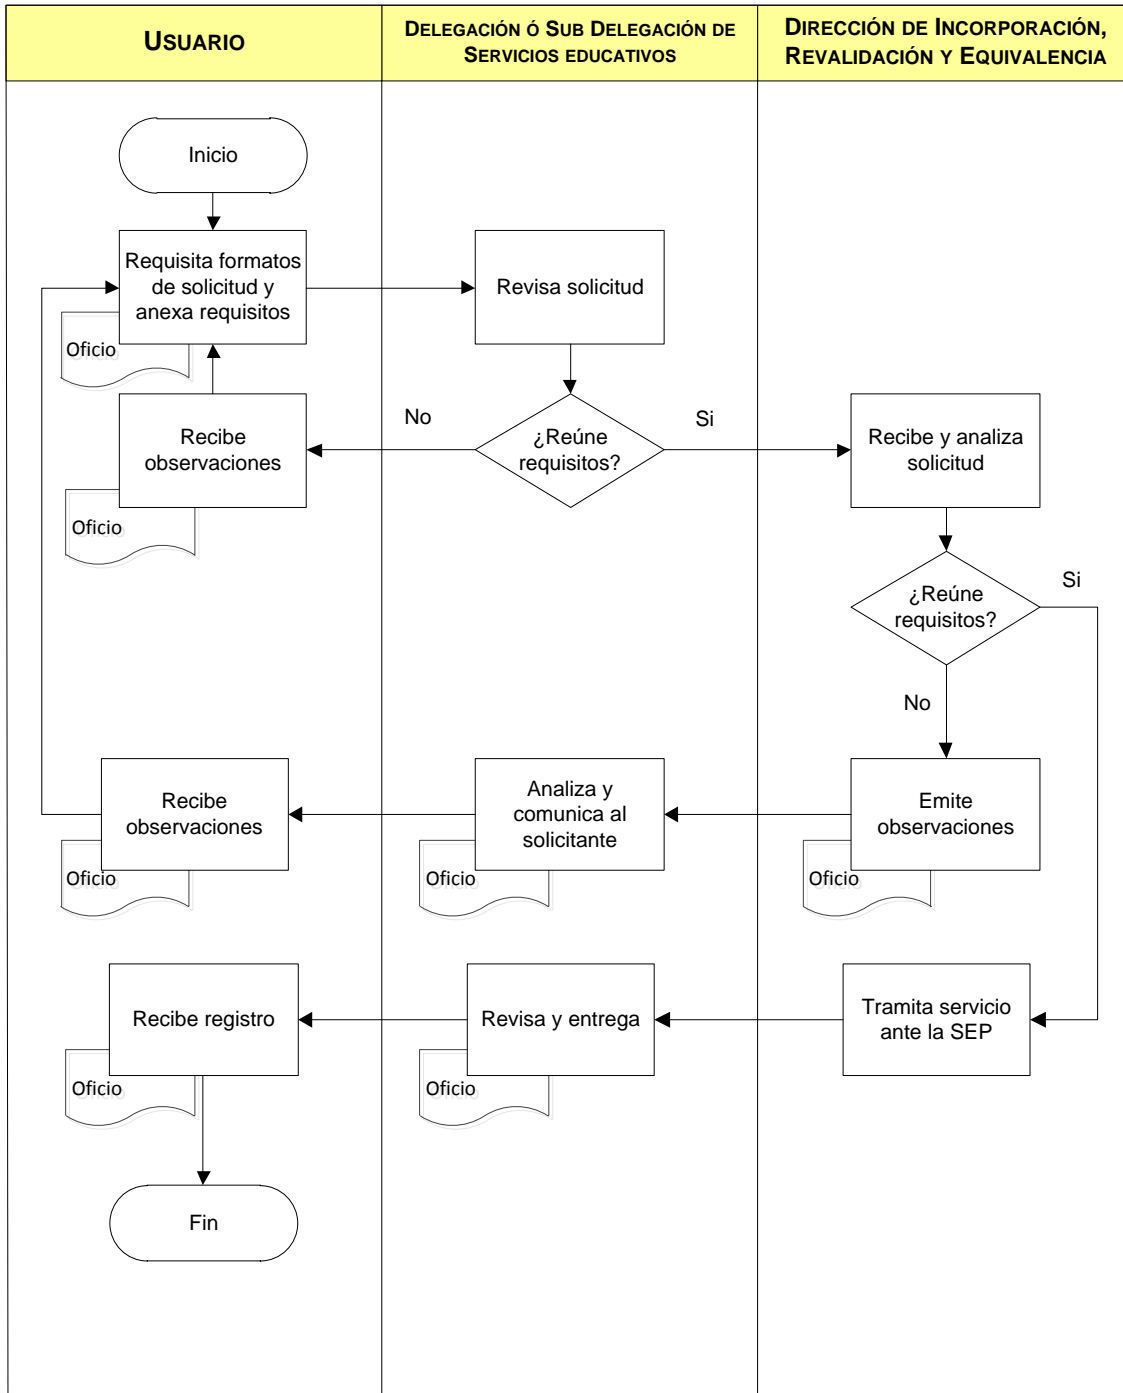 USUARIO
DELEGACIÓN Ó SUB DELEGACIÓN DE
SERVICIOS EDUCATIVOS
DIRECCIÓN DE INCORPORACIÓN,
REVALIDACIÓN Y EQUIVALENCIA
Inicio
Requisita formatos
de solicitud y
anexa requisitos
Oficio
Revisa solicitud
Recibe
observaciones
Oficio
No
¿Reúne
requisitos?
Si
Recibe y analiza
solicitud
¿Reúne
requisitos?
Si
No
Recibe
observaciones
Oficio
Analiza y
comunica al
solicitante
Oficio
Emite
observaciones
Oficio
Recibe registro
Oficio
Revisa y entrega
Oficio
Tramita servicio
ante la SEP
Fin